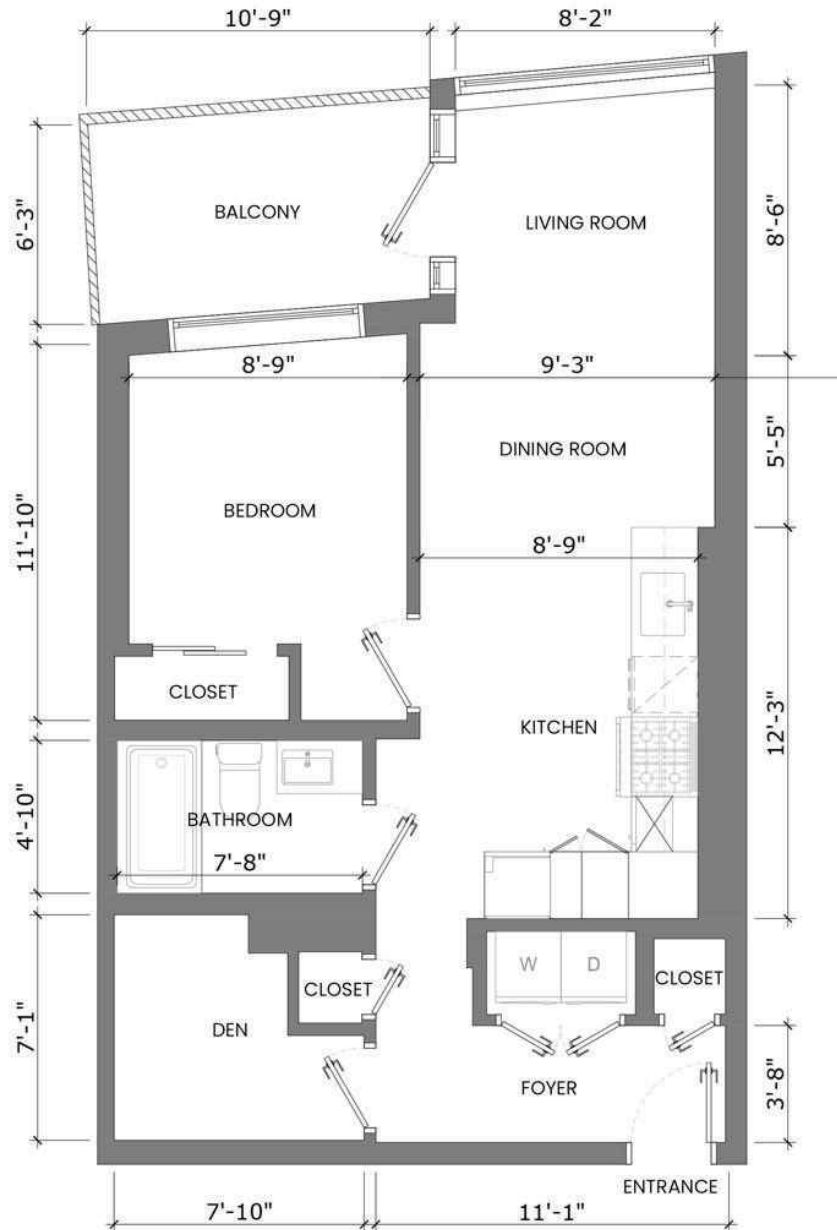 10'-9"
8'-2"
6'-3"
BALCONY
LIVING ROOM
8'-6"
8'-9"
9'-3"
5'-5"
DINING ROOM
11'-10"
BEDROOM
8'-9"
CLOSET
KITCHEN
12'-3"
4'-10"
BATHROOM
7'-8"
W
D
CLOSET
CLOSET
7'-1"
DEN
FOYER
3'-8"
ENTRANCE
7'-10"
11'-1"